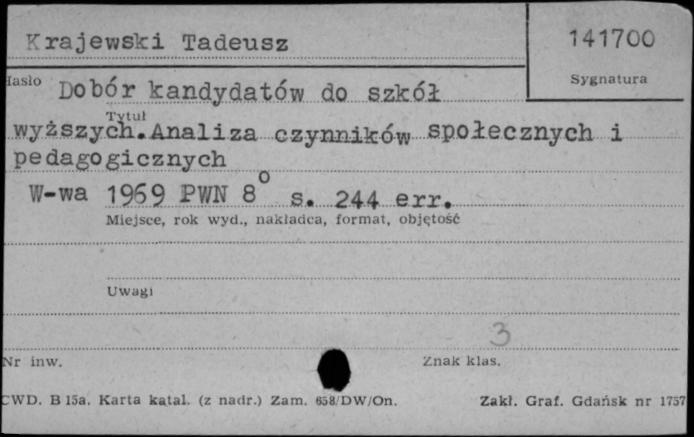 Krajewski Tadeusz
141700
Hasło
Sygnatura
Dobór kandydatów do szkół
Tytuł
wyższych.Analiza czynników społecznych i
pedagogicznych
W-wa 1969 PWN 8° s. 244 err.
Miejsce, rok wyd., nakładca, format, objętość
Uwagi
3
Nr inw.
Znak klas.
CWD. B 15a. Karta katal. (z nadr.) Zam. 658/DW/On.
Zakł. Graf. Gdańsk nr 1757